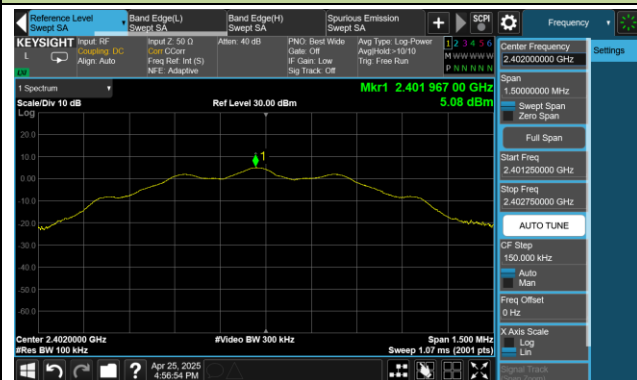 Reference Level
Swept SA
Band Edge(L)
Swept SA
Band Edge(H)
Swept SA
Spurious Emission
Swept SA
SCPI
Frequency
KEYSIGHT
L
Input: RF
Coupling: DC
Align: Auto
Input Z: 50 Ω
Corr CCorr
Freq Ref: Int (S)
NFE: Adaptive
Atten: 40 dB
PNO: Best Wide
Gate: Off
IF Gain: Low
Sig Track: Off
Avg Type: Log-Power
Avg|Hold:>10/10
Trig: Free Run
1 2 3 4 5 6
M W W W W W
P N N N N N
1 Spectrum
Scale/Div 10 dB
Log
Ref Level 30.00 dBm
Mkr1 2.401 967 00 GHz
5.08 dBm
20.0
10.0
0.00
-10.0
-20.0
-30.0
-40.0
-50.0
-60.0
1
Center 2.4020000 GHz
#Res BW 100 kHz
#Video BW 300 kHz
Span 1.500 MHz
Sweep 1.07 ms (2001 pts)
Apr 25, 2025
4:56:54 PM
Center Frequency
2.402000000 GHz
Settings
Span
1.50000000 MHz
Swept Span
Zero Span
Full Span
Start Freq
2.401250000 GHz
Stop Freq
2.402750000 GHz
AUTO TUNE
CF Step
150.000 kHz
Auto
Man
Freq Offset
0 Hz
X Axis Scale
Log
Lin
Signal Track